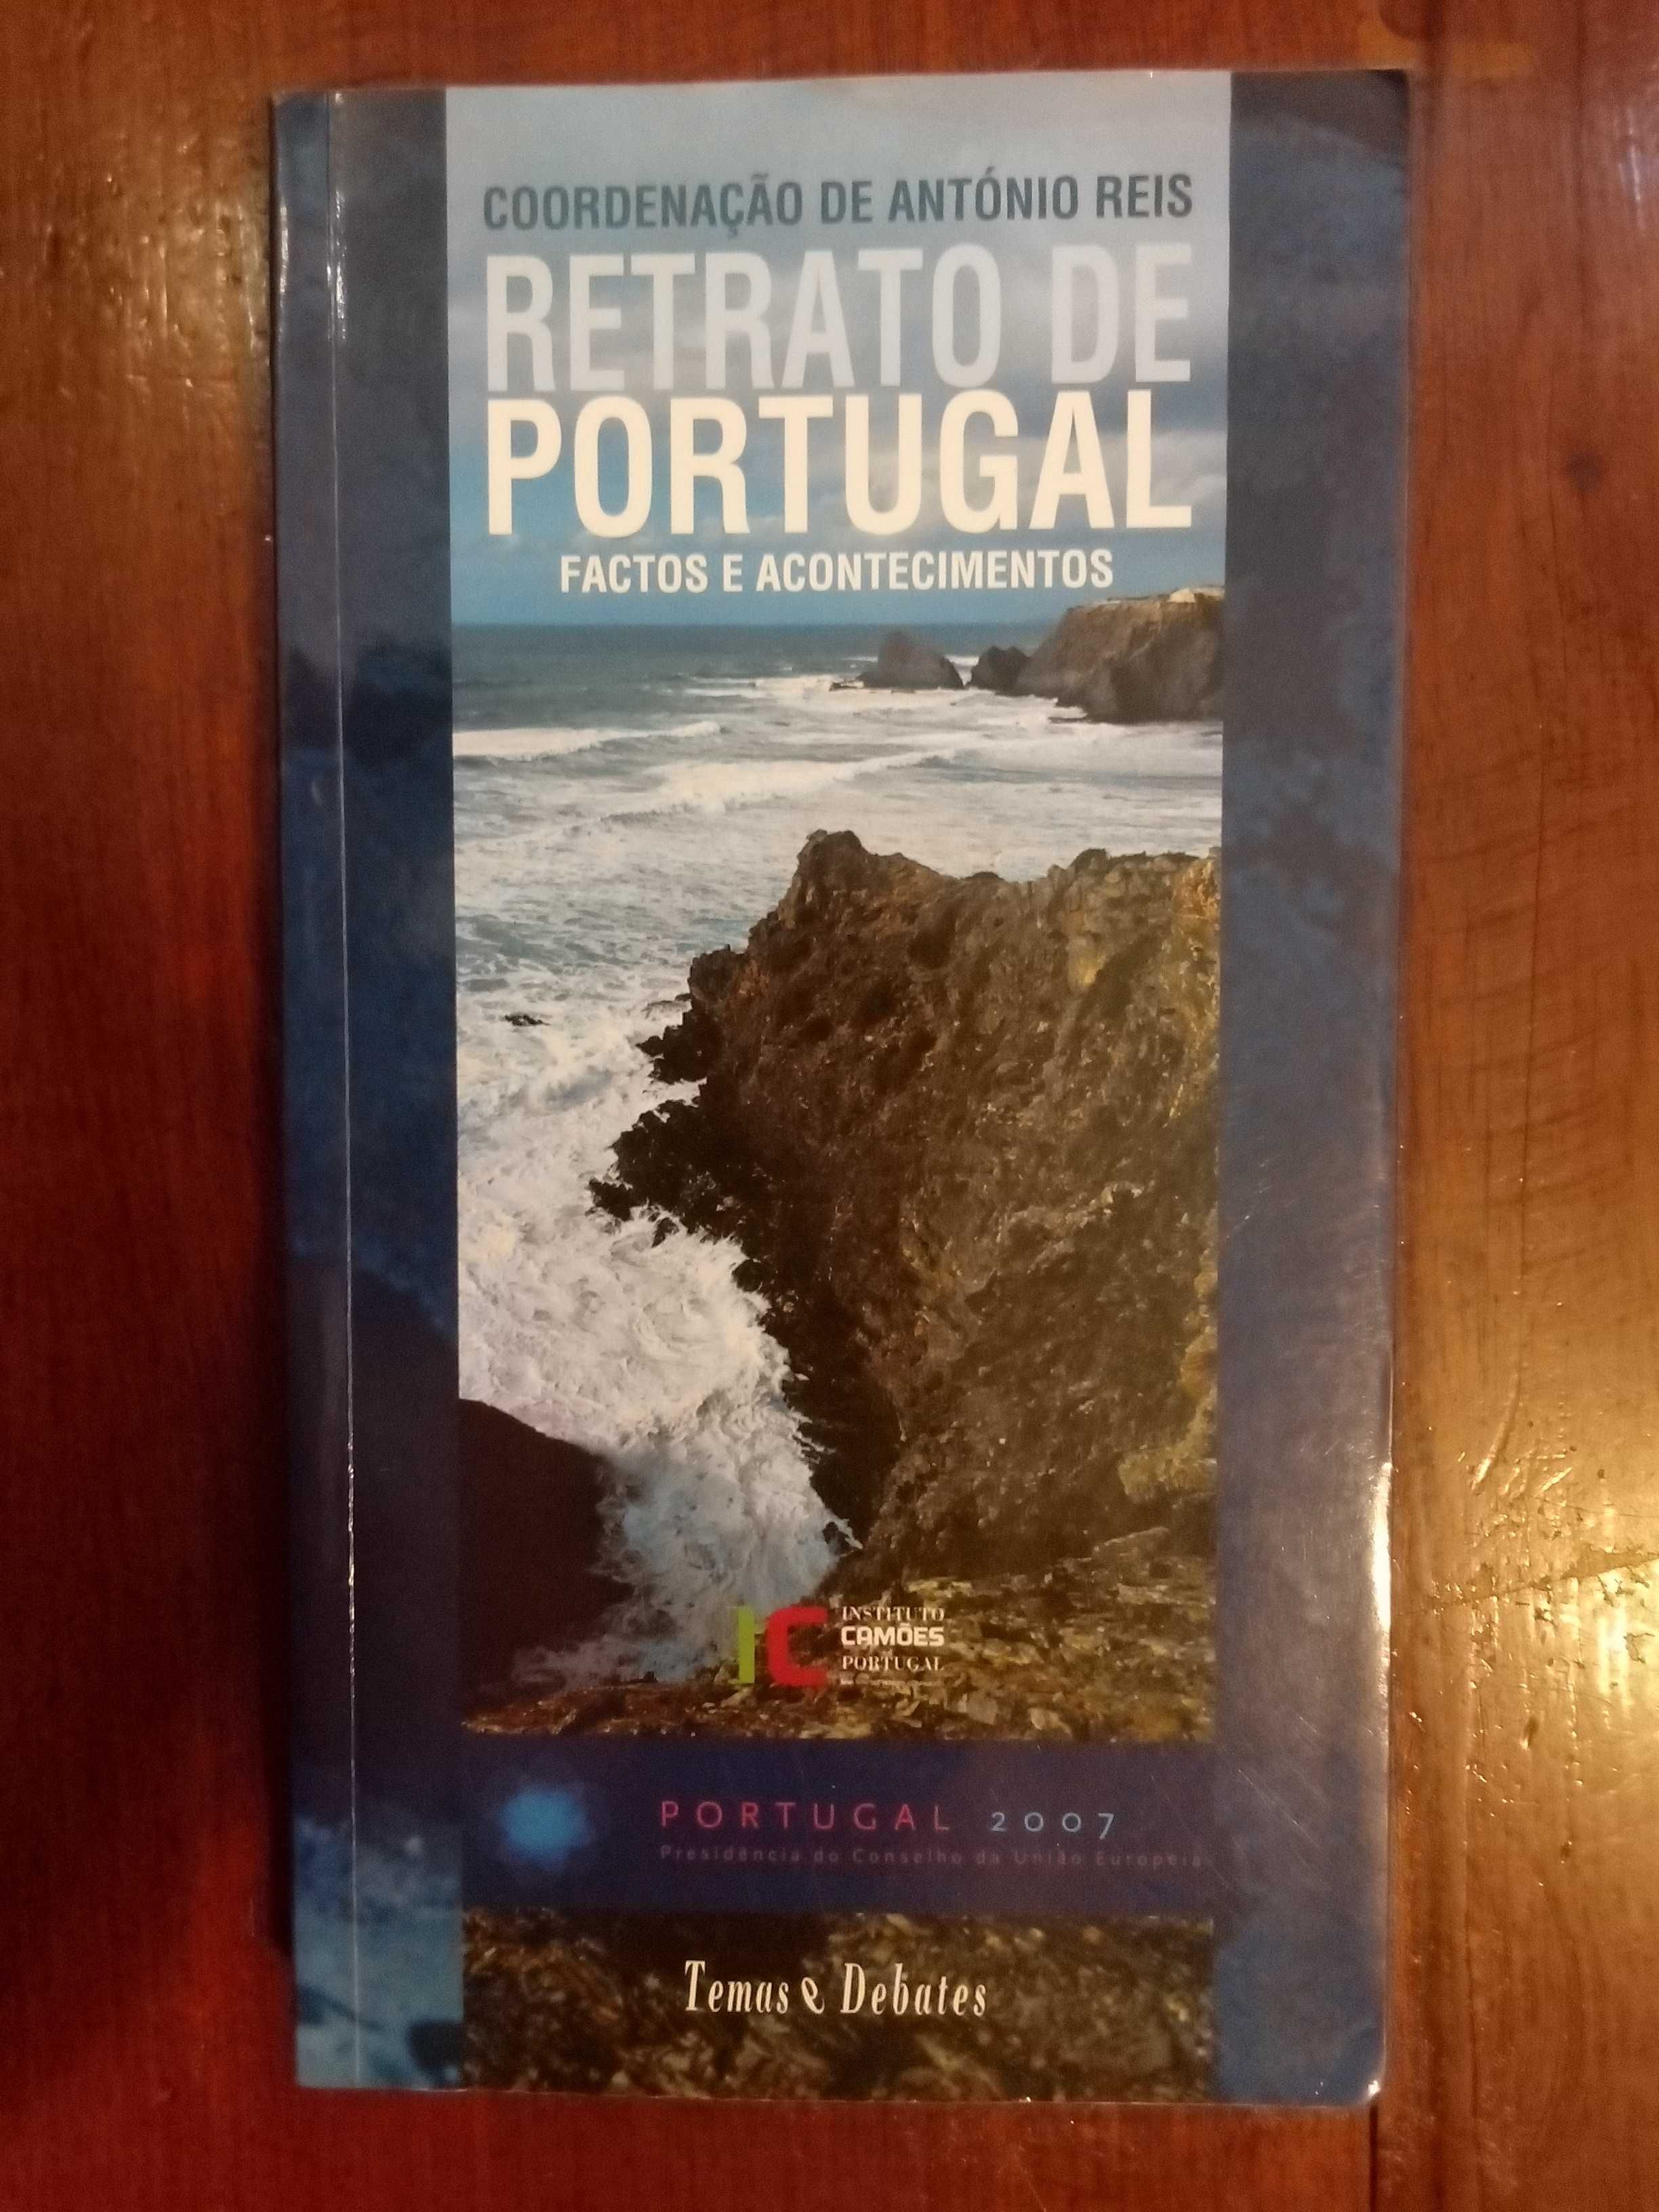 COORDENAÇÃO DE ANTÓNIO REIS
RETRATO DE
PORTUGAL
FACTOS E ACONTECIMENTOS
IC
INSTITUTO
CAMÕES
PORTUGAL
PORTUGAL 2007
Presidência do Conselho da União Europeia
Temas e Debates